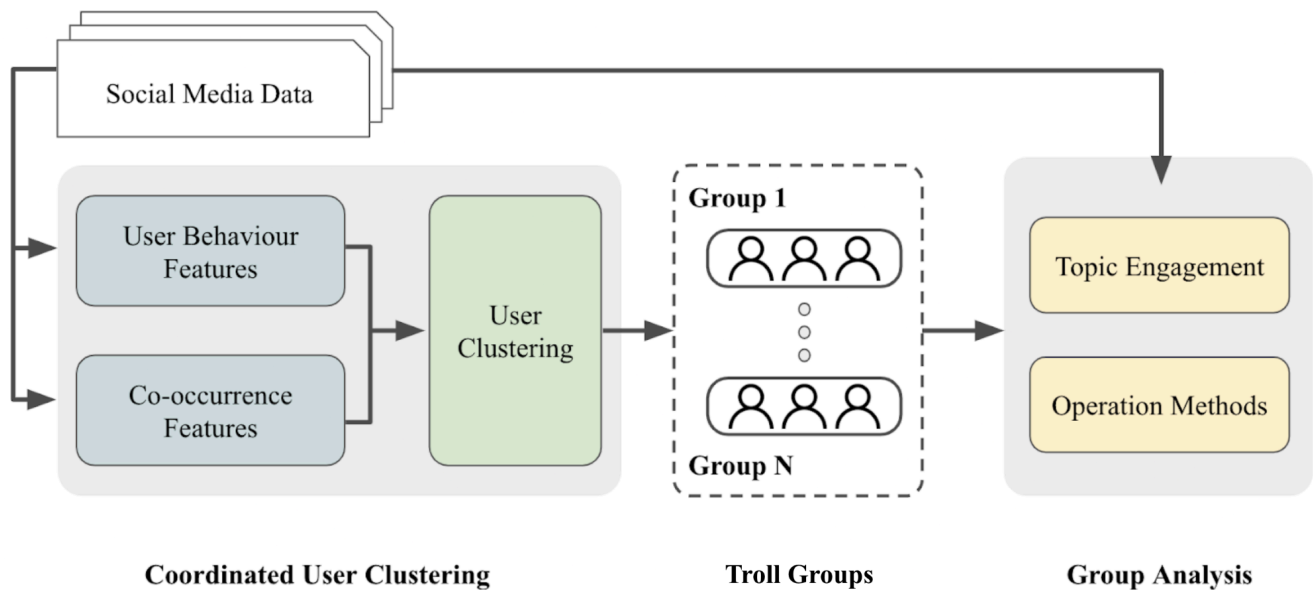 Social Media Data
User Behaviour
Features
Co-occurrence
Features
User
Clustering
Group 1
Group N
Topic Engagement
Operation Methods
Coordinated User Clustering
Troll Groups
Group Analysis